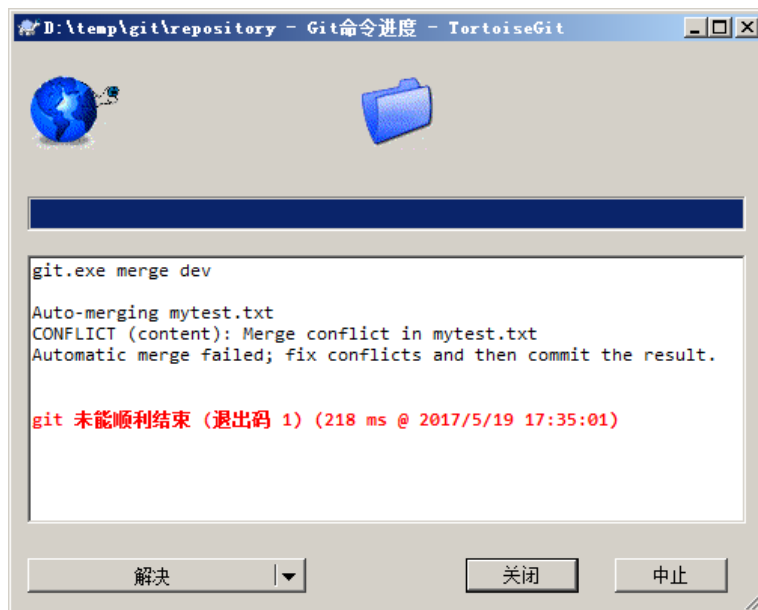 D:\temp\git\repository - Git命令进度 - TortoiseGit
git.exe merge dev
Auto-merging mytest.txt
CONFLICT (content): Merge conflict in mytest.txt
Automatic merge failed; fix conflicts and then commit the result.
git 未能顺利结束 (退出码 1) (218 ms @ 2017/5/19 17:35:01)
解决 关闭 中止